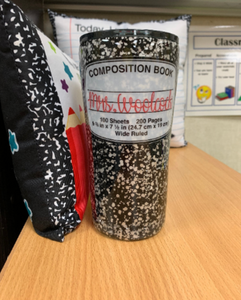 Today
Class
COMPOSITION BOOK
Mrs. Woolcock
100 Sheets 200 Pages
9 ¾ in x 7 ½ in (24.7 cm x 19 cm)
Wide Ruled